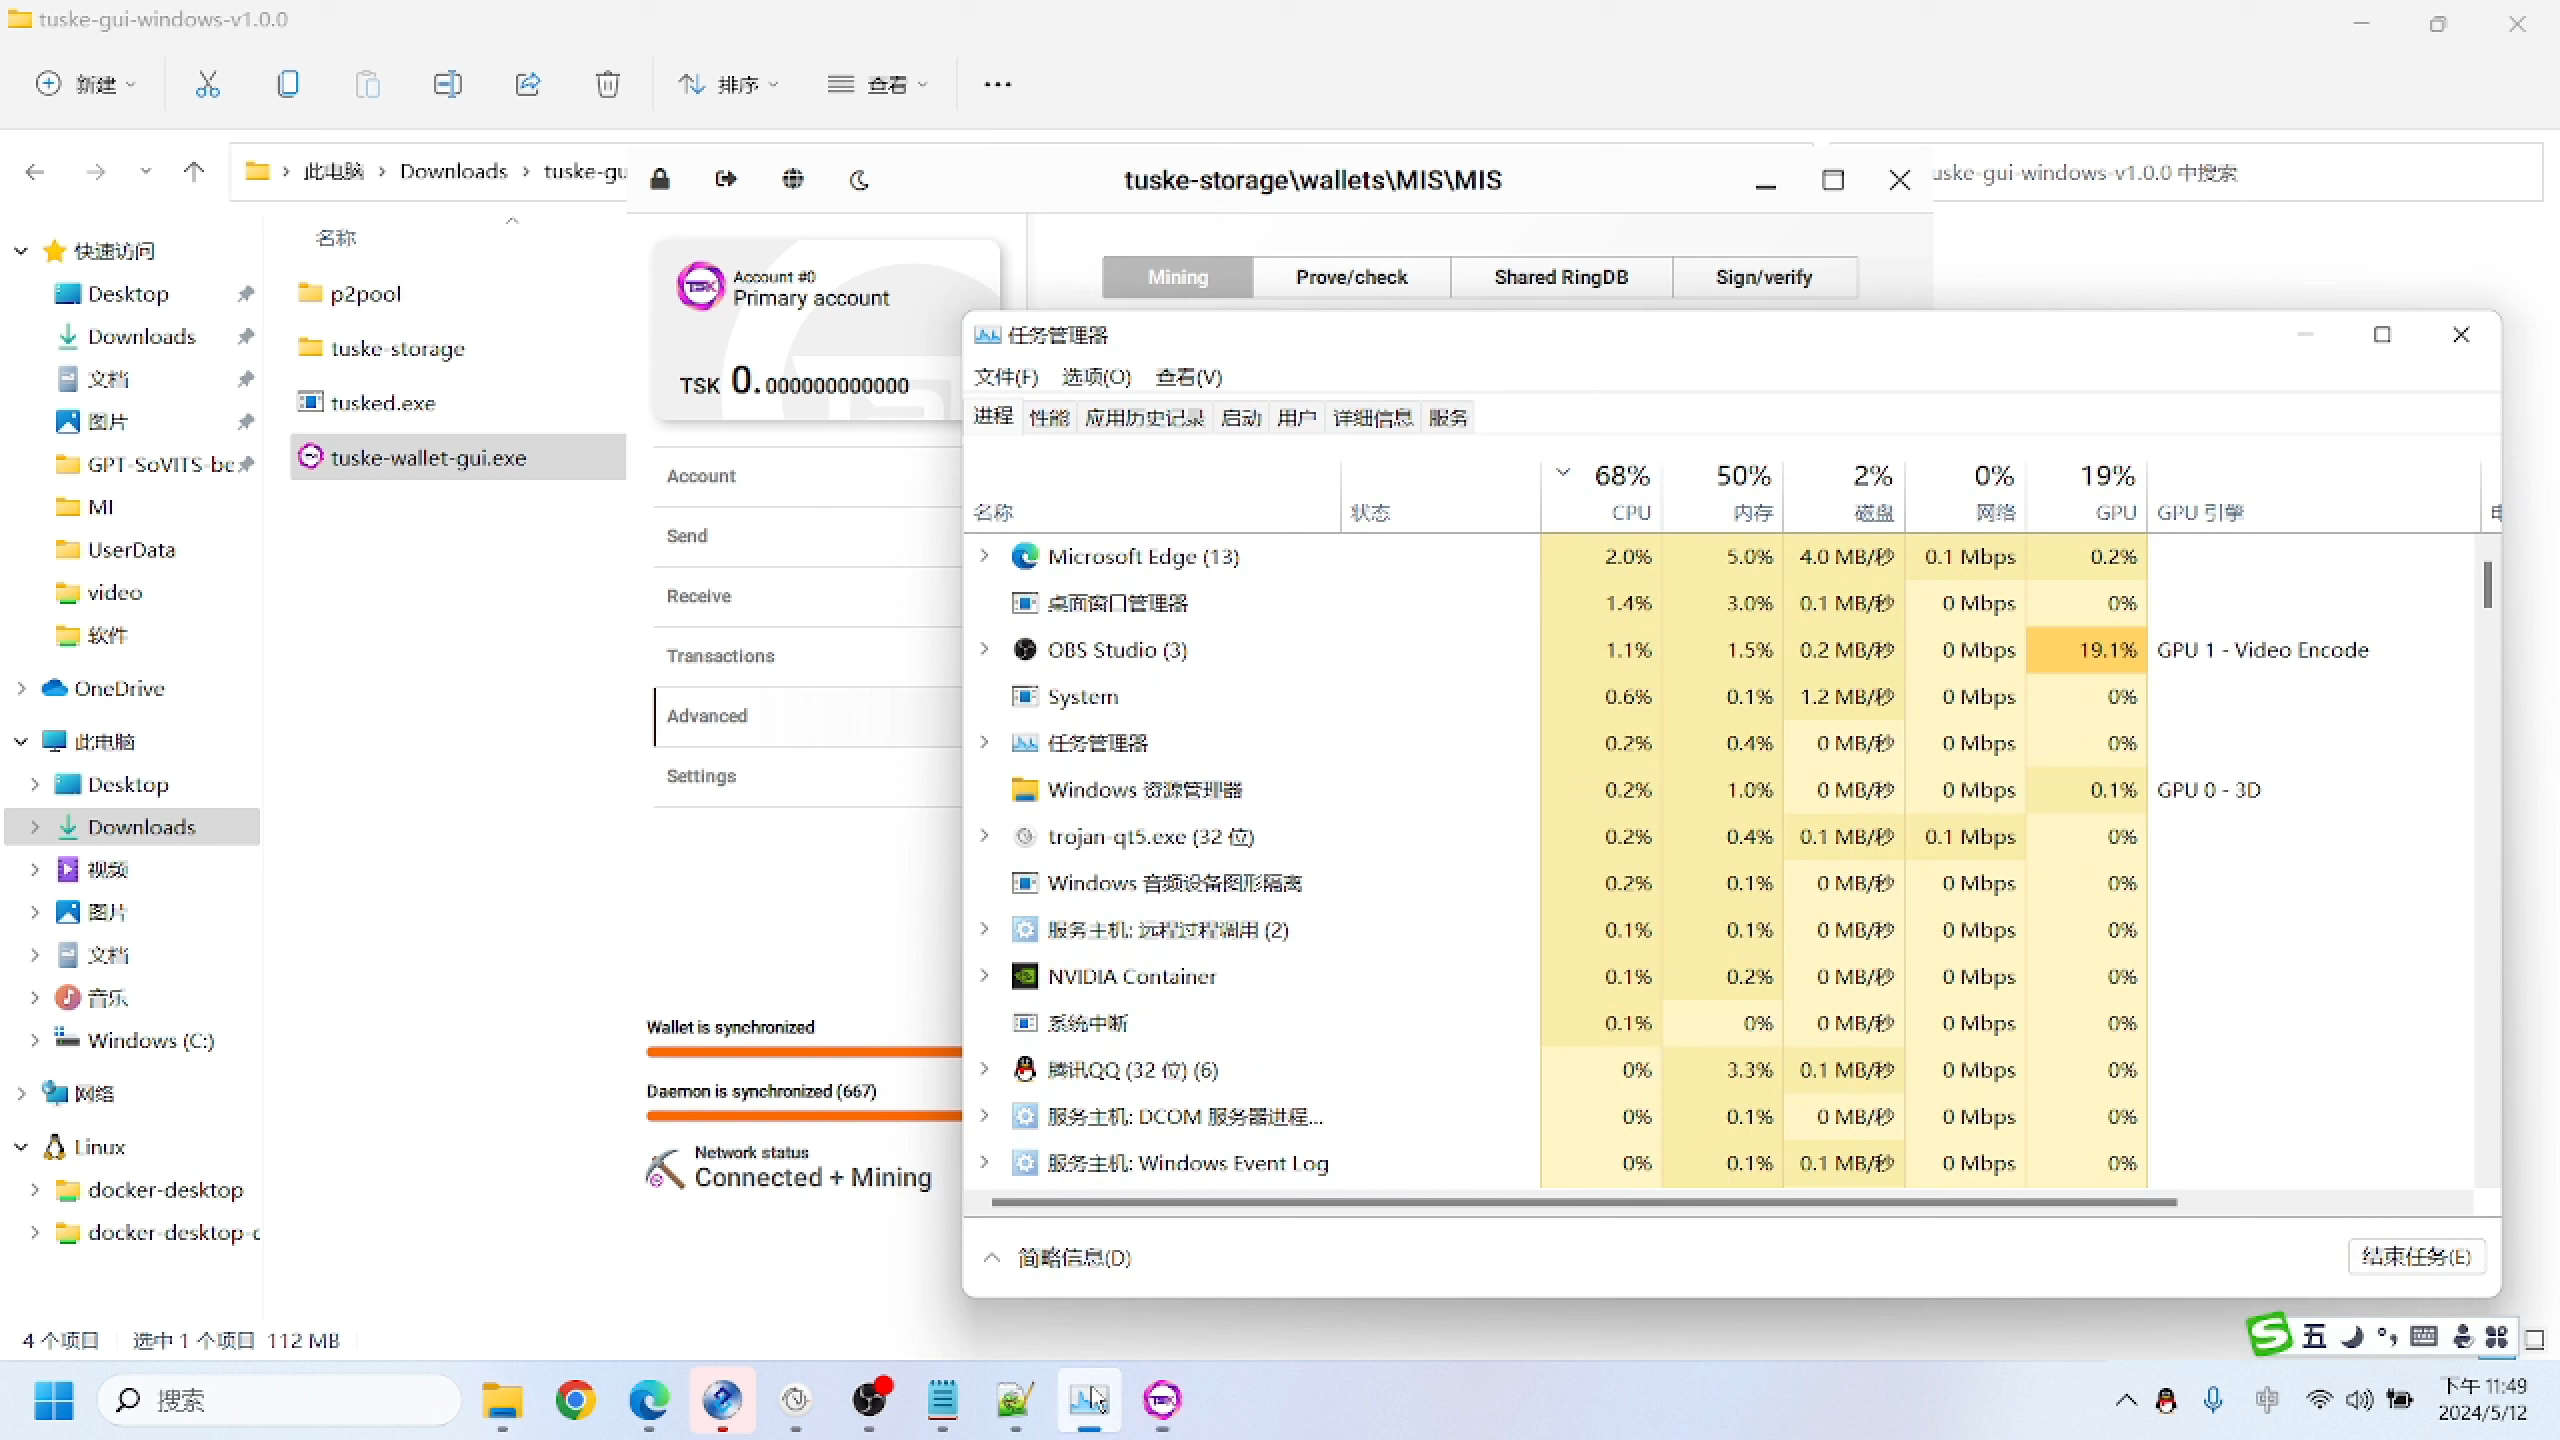 tuske-gui-windows-v1.0.0
新建 排序 查看
此电脑 Downloads tuske-gu
uske-gui-windows-v1.0.0 中搜索
快速访问
Desktop
Downloads
文档
图片
GPT-SoVITS-be
MI
UserData
video
软件
OneDrive
此电脑
Desktop
Downloads
视频
图片
文档
音乐
Windows (C:)
网络
Linux
docker-desktop
docker-desktop-c
名称
p2pool
tuske-storage
tusked.exe
tuske-wallet-gui.exe
4 个项目 选中 1 个项目 112 MB
tuske-storage\wallets\MIS\MIS
TSK
Account #0
Primary account
TSK 0.000000000000
Account
Send
Receive
Transactions
Advanced
Settings
Wallet is synchronized
Daemon is synchronized (667)
Network status
Connected + Mining
Mining Prove/check Shared RingDB Sign/verify
任务管理器
文件(F) 选项(O) 查看(V)
进程 性能 应用历史记录 启动 用户 详细信息 服务
68% 50% 2% 0% 19%
名称 状态 CPU 内存 磁盘 网络 GPU GPU 引擎
Microsoft Edge (13) 2.0% 5.0% 4.0 MB/秒 0.1 Mbps 0.2%
桌面窗口管理器 1.4% 3.0% 0.1 MB/秒 0 Mbps 0%
OBS Studio (3) 1.1% 1.5% 0.2 MB/秒 0 Mbps 19.1% GPU 1 - Video Encode
System 0.6% 0.1% 1.2 MB/秒 0 Mbps 0%
任务管理器 0.2% 0.4% 0 MB/秒 0 Mbps 0%
Windows 资源管理器 0.2% 1.0% 0 MB/秒 0 Mbps 0.1% GPU 0 - 3D
trojan-qt5.exe (32 位) 0.2% 0.4% 0.1 MB/秒 0.1 Mbps 0%
Windows 音频设备图形隔离 0.2% 0.1% 0 MB/秒 0 Mbps 0%
服务主机: 远程过程调用 (2) 0.1% 0.1% 0 MB/秒 0 Mbps 0%
NVIDIA Container 0.1% 0.2% 0 MB/秒 0 Mbps 0%
系统中断 0.1% 0% 0 MB/秒 0 Mbps 0%
腾讯QQ (32 位) (6) 0% 3.3% 0.1 MB/秒 0 Mbps 0%
服务主机: DCOM 服务器进程... 0% 0.1% 0 MB/秒 0 Mbps 0%
服务主机: Windows Event Log 0% 0.1% 0.1 MB/秒 0 Mbps 0%
简略信息(D) 结束任务(E)
S 五
搜索
TSK
中
下午 11:49
2024/5/12